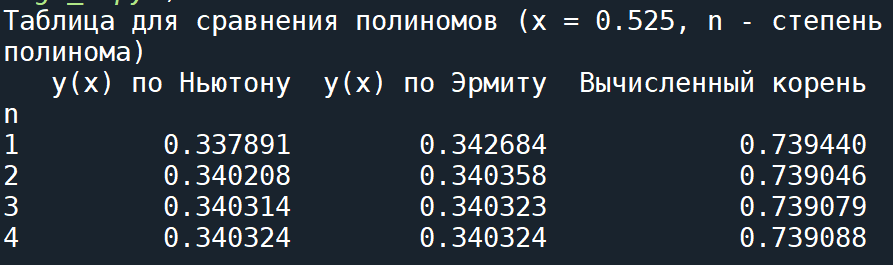 Таблица для сравнения полиномов (x = 0.525, n - степень
полинома)
y(x) по Ньютону y(x) по Эрмиту Вычисленный корень
n
1 0.337891 0.342684 0.739440
2 0.340208 0.340358 0.739046
3 0.340314 0.340323 0.739079
4 0.340324 0.340324 0.739088